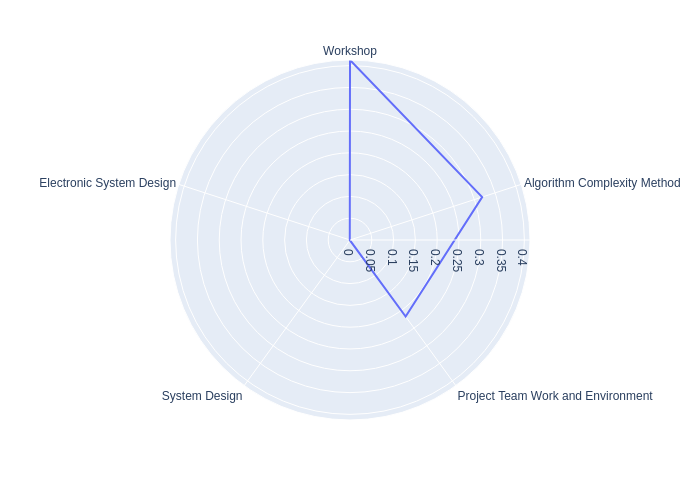 Workshop
Electronic System Design
Algorithm Complexity Method
0
0.05
0.1
0.15
0.2
0.25
0.3
0.35
0.4
System Design
Project Team Work and Environment